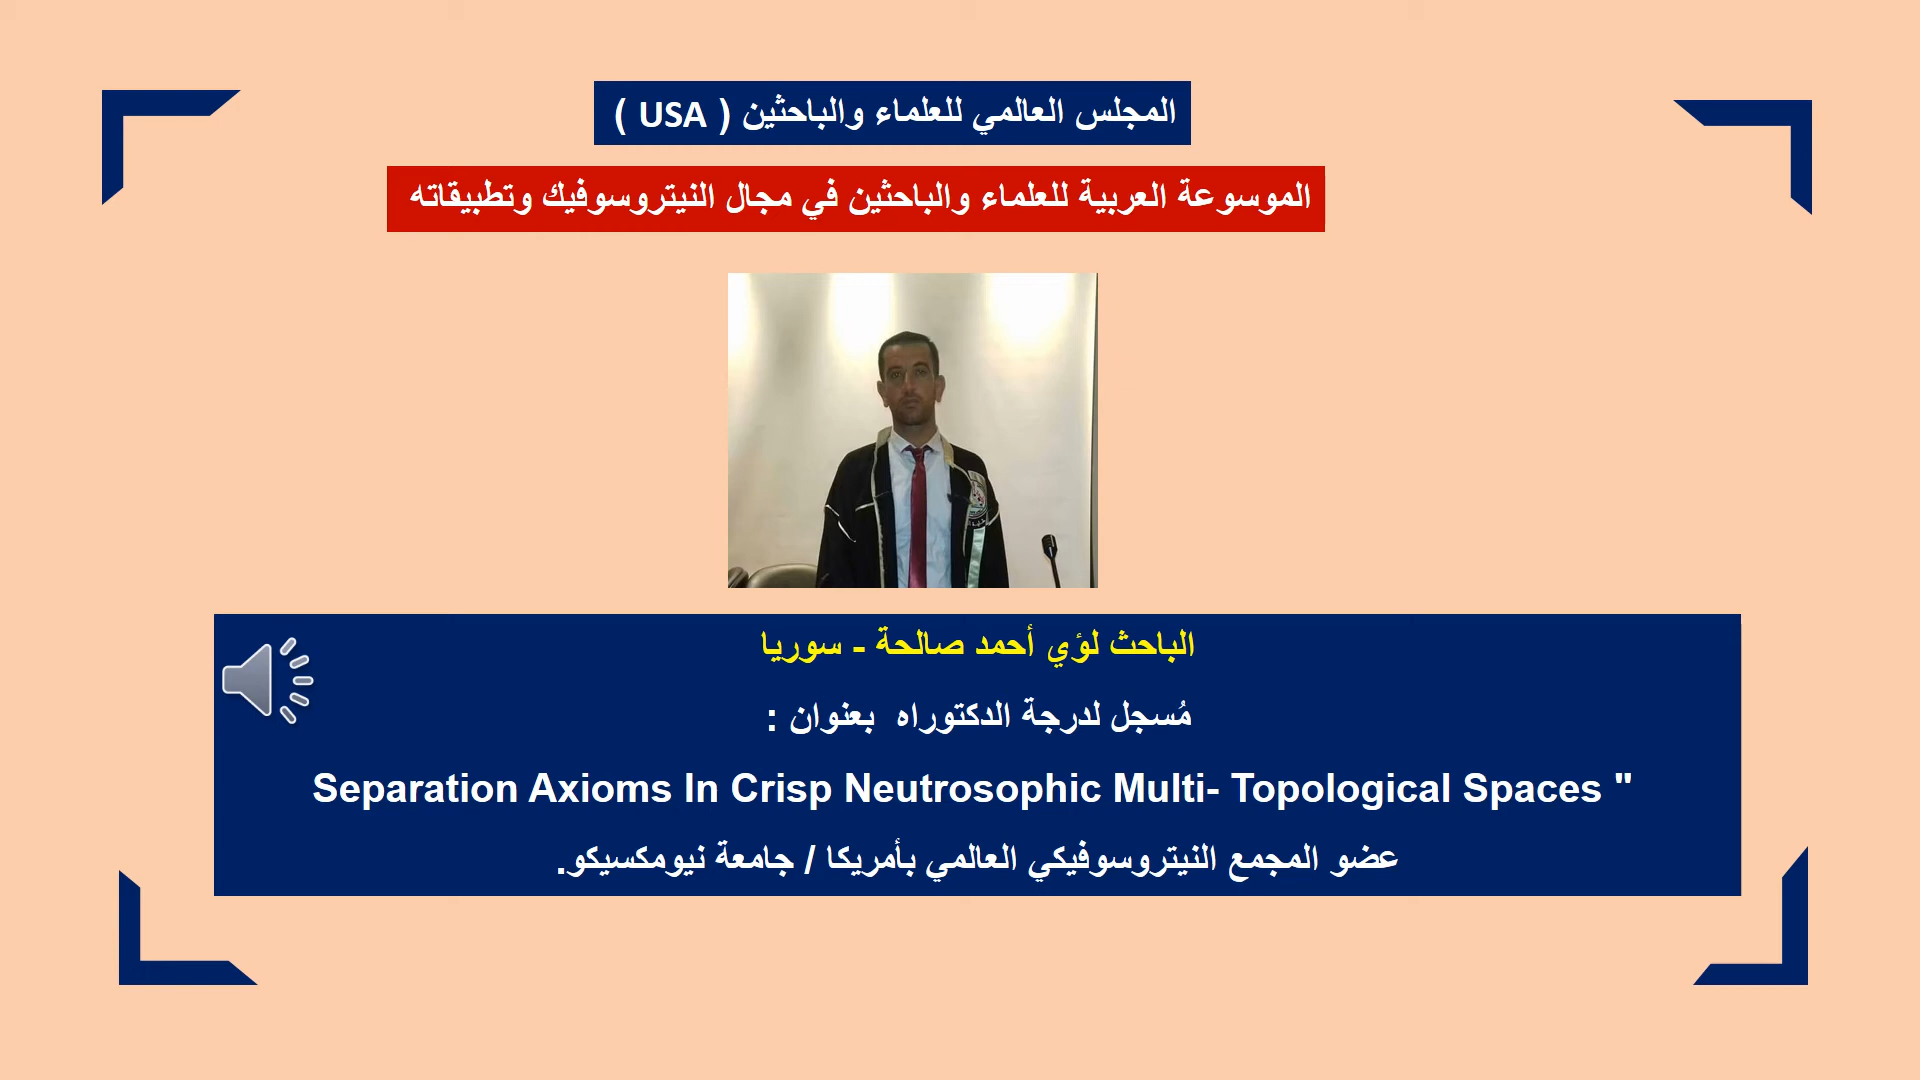 المجلس العالمي للعلماء والباحثين ( USA )
الموسوعة العربية للعلماء والباحثين في مجال النيتروسوفيك وتطبيقاته
الباحث لؤي أحمد صالحة - سوريا
مُسجل لدرجة الدكتوراه بعنوان :
Separation Axioms In Crisp Neutrosophic Multi- Topological Spaces "
عضو المجمع النيتروسوفيكي العالمي بأمريكا / جامعة نيومكسيكو.